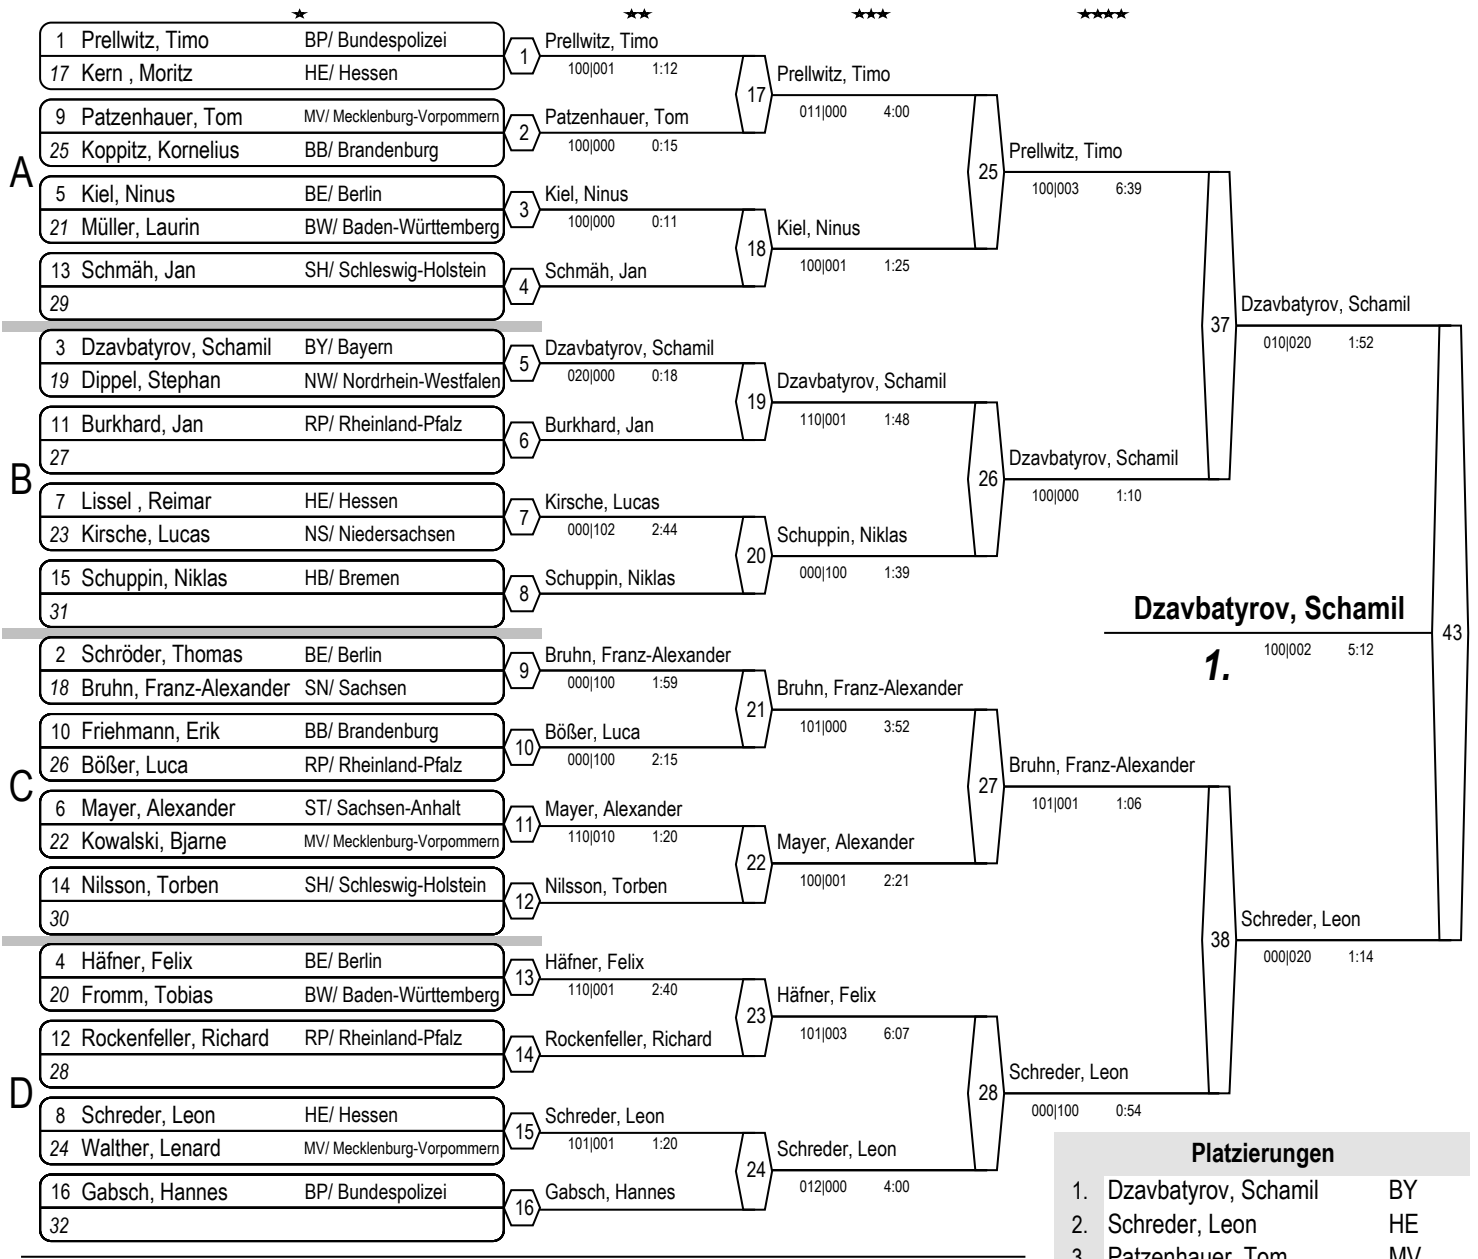 ★ ★★ ★★★ ★★★★
A
1 Prellwitz, Timo BP/ Bundespolizei
17 Kern , Moritz HE/ Hessen
9 Patzenhauer, Tom MV/ Mecklenburg-Vorpommern
25 Koppitz, Kornelius BB/ Brandenburg
5 Kiel, Ninus BE/ Berlin
21 Müller, Laurin BW/ Baden-Württemberg
13 Schmäh, Jan SH/ Schleswig-Holstein
29
B
3 Dzavbatyrov, Schamil BY/ Bayern
19 Dippel, Stephan NW/ Nordrhein-Westfalen
11 Burkhard, Jan RP/ Rheinland-Pfalz
27
7 Lissel , Reimar HE/ Hessen
23 Kirsche, Lucas NS/ Niedersachsen
15 Schuppin, Niklas HB/ Bremen
31
C
2 Schröder, Thomas BE/ Berlin
18 Bruhn, Franz-Alexander SN/ Sachsen
10 Friehmann, Erik BB/ Brandenburg
26 Bößer, Luca RP/ Rheinland-Pfalz
6 Mayer, Alexander ST/ Sachsen-Anhalt
22 Kowalski, Bjarne MV/ Mecklenburg-Vorpommern
14 Nilsson, Torben SH/ Schleswig-Holstein
30
D
4 Häfner, Felix BE/ Berlin
20 Fromm, Tobias BW/ Baden-Württemberg
12 Rockenfeller, Richard RP/ Rheinland-Pfalz
28
8 Schreder, Leon HE/ Hessen
24 Walther, Lenard MV/ Mecklenburg-Vorpommern
16 Gabsch, Hannes BP/ Bundespolizei
32
1 Prellwitz, Timo
100|001 1:12
2 Patzenhauer, Tom
100|000 0:15
3 Kiel, Ninus
100|000 0:11
4 Schmäh, Jan
5 Dzavbatyrov, Schamil
020|000 0:18
6 Burkhard, Jan
7 Kirsche, Lucas
000|102 2:44
8 Schuppin, Niklas
9 Bruhn, Franz-Alexander
000|100 1:59
10 Bößer, Luca
000|100 2:15
11 Mayer, Alexander
110|010 1:20
12 Nilsson, Torben
13 Häfner, Felix
110|001 2:40
14 Rockenfeller, Richard
15 Schreder, Leon
101|001 1:20
16 Gabsch, Hannes
17 Prellwitz, Timo
011|000 4:00
18 Kiel, Ninus
100|001 1:25
19 Dzavbatyrov, Schamil
110|001 1:48
20 Schuppin, Niklas
000|100 1:39
21 Bruhn, Franz-Alexander
101|000 3:52
22 Mayer, Alexander
100|001 2:21
23 Häfner, Felix
101|003 6:07
24 Schreder, Leon
012|000 4:00
25 Prellwitz, Timo
100|003 6:39
26 Dzavbatyrov, Schamil
100|000 1:10
27 Bruhn, Franz-Alexander
101|001 1:06
28 Schreder, Leon
000|100 0:54
37 Dzavbatyrov, Schamil
010|020 1:52
38 Schreder, Leon
000|020 1:14
Dzavbatyrov, Schamil 43
1. 100|002 5:12
Platzierungen
1. Dzavbatyrov, Schamil BY
2. Schreder, Leon HE
3. Patzenhauer, Tom MV